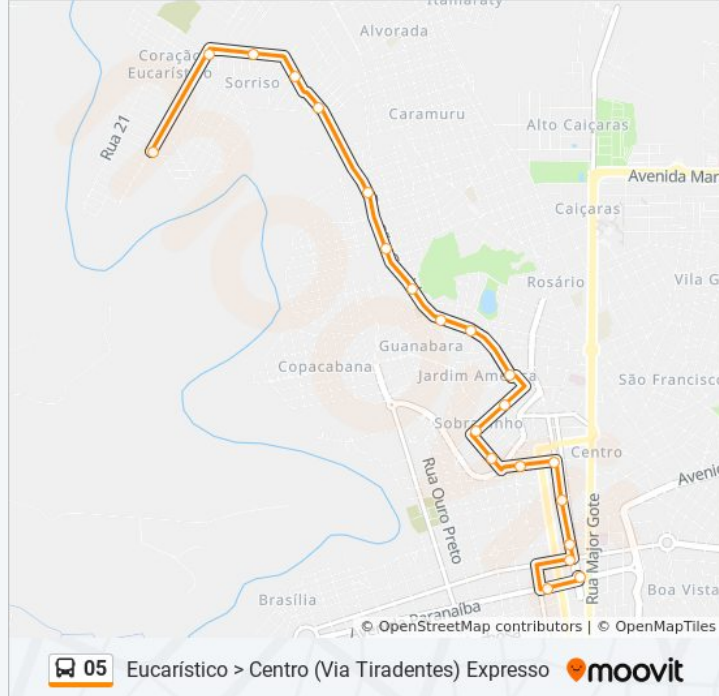 Itamaraty
Alvorada
Coração
Eucarístico
Sorriso
Caramuru
Rua 21
Alto Caiçaras
Avenida Mar
Caiçaras
Rosário
Vila G
Guanabara
Copacabana
Jardim América
São Francisco
Sobradinho
Centro
Aveni
Rua Ouro Preto
Rua Major Gote
Boa Vista
Brasília
Paranaíba
© OpenStreetMap contributors | © OpenMapTiles
05 Eucarístico > Centro (Via Tiradentes) Expresso moovit